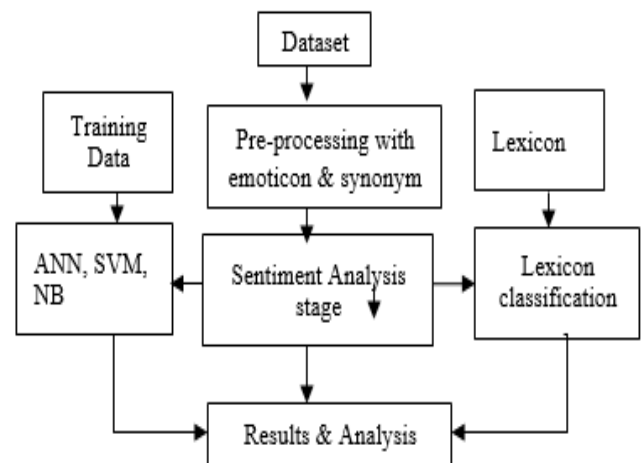 Dataset
Training
Data
Pre-processing with
emoticon & synonym
Lexicon
ANN, SVM,
NB
Sentiment Analysis
stage
Lexicon
classification
Results & Analysis